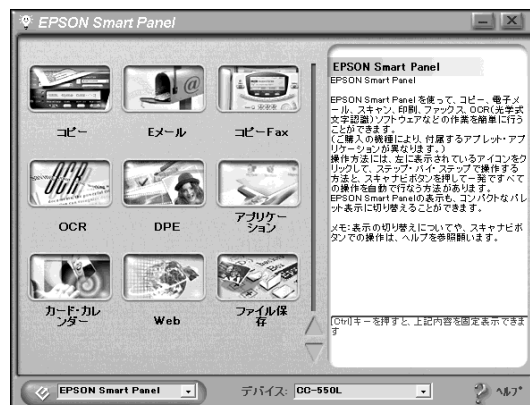 EPSON Smart Panel
コピー
Eメール
コピーFax
OCR
DPE
アプリケー
ション
カード・カレ
ンダー
Web
ファイル保
存
EPSON Smart Panel
EPSON Smart Panel
EPSON Smart Panel を使って、コピー、電子メ
ール、スキャン、印刷、ファックス、OCR(光学式
文字認識)ソフトウェアなどの作業を簡単に行う
ことができます。
(ご購入の機種により、付属するアプレット・アプ
リケーションが異なります。)
操作方法には、左に表示されているアイコンをク
リックして、ステップ・バイ・ステップで操作する
方法と、スキャナビボタンを押して一発ですべて
の操作を自動で行なう方法があります。
EPSON Smart Panelの表示も、コンパクトなパレ
ット表示に切り替えることができます。
メモ:表示の切り替えについてや、スキャナビボ
タンでの操作は、ヘルプを参照願います。
[Ctrl]キーを押すと、上記内容を固定表示できま
す
EPSON Smart Panel
デバイス:
CC-550L
ヘルプ